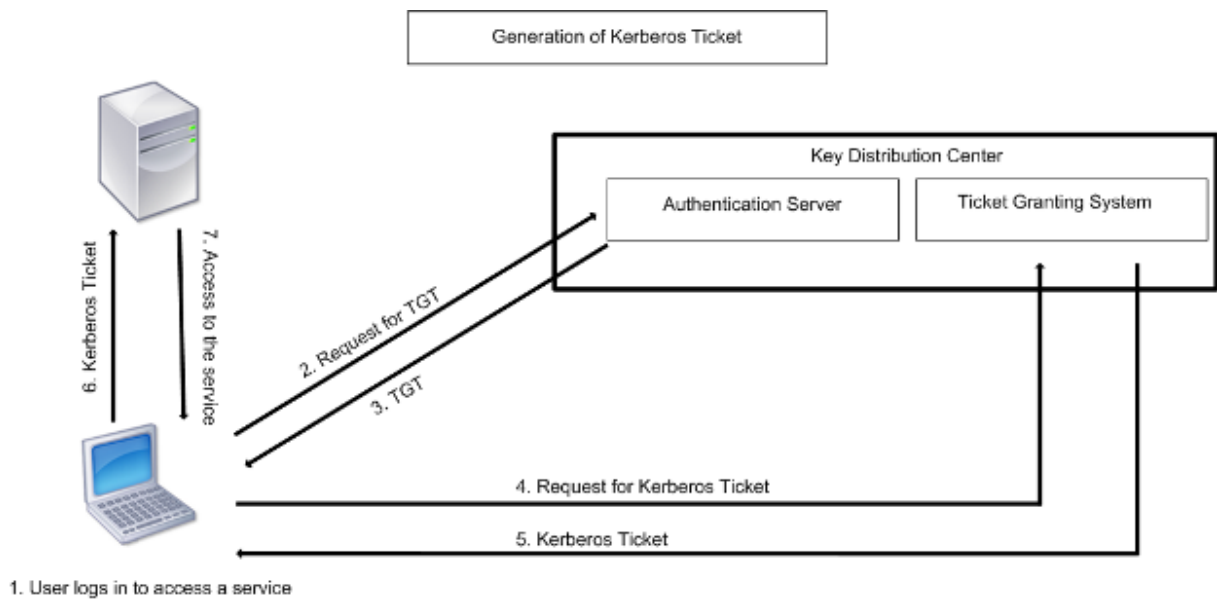 Generation of Kerberos Ticket
Key Distribution Center
Authentication Server
Ticket Granting System
6. Kerberos Ticket
7. Access to the service
2. Request for TGT
3. TGT
4. Request for Kerberos Ticket
5. Kerberos Ticket
1. User logs in to access a service